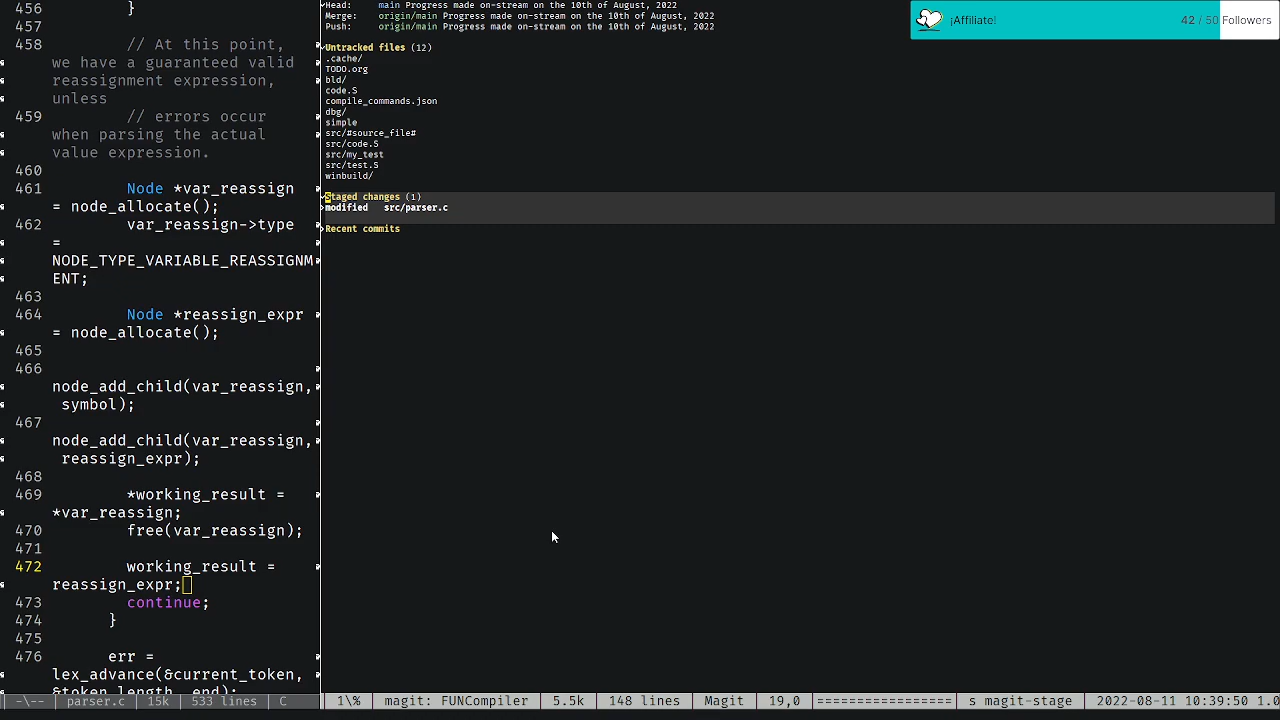 456         }
457
458         // At this point,
we have a guaranteed valid
reassignment expression,
unless
459         // errors occur
when parsing the actual
value expression.
460
461         Node *var_reassign
= node_allocate();
462         var_reassign->type
=
NODE_TYPE_VARIABLE_REASSIGNM
ENT;
463
464         Node *reassign_expr
= node_allocate();
465
466
node_add_child(var_reassign,
symbol);
467
node_add_child(var_reassign,
reassign_expr);
468
469         *working_result =
*var_reassign;
470         free(var_reassign);
471
472         working_result =
reassign_expr;
473         continue;
474       }
475
476       err =
lex_advance(&current_token,
&token_length, end);
-\-- parser.c 15k 533 lines C
Head: main Progress made on-stream on the 10th of August, 2022
Merge: origin/main Progress made on-stream on the 10th of August, 2022
Push: origin/main Progress made on-stream on the 10th of August, 2022
Untracked files (12)
.cache/
TODO.org
bld/
code.S
compile_commands.json
dbg/
simple
src/#source_file#
src/code.S
src/my_test
src/test.S
winbuild/
Staged changes (1)
modified   src/parser.c
Recent commits
1\% magit: FUNCompiler 5.5k 148 lines Magit 19,0 ================= s magit-stage 2022-08-11 10:39:50 1.0
¡Affiliate! 42 / 50 Followers